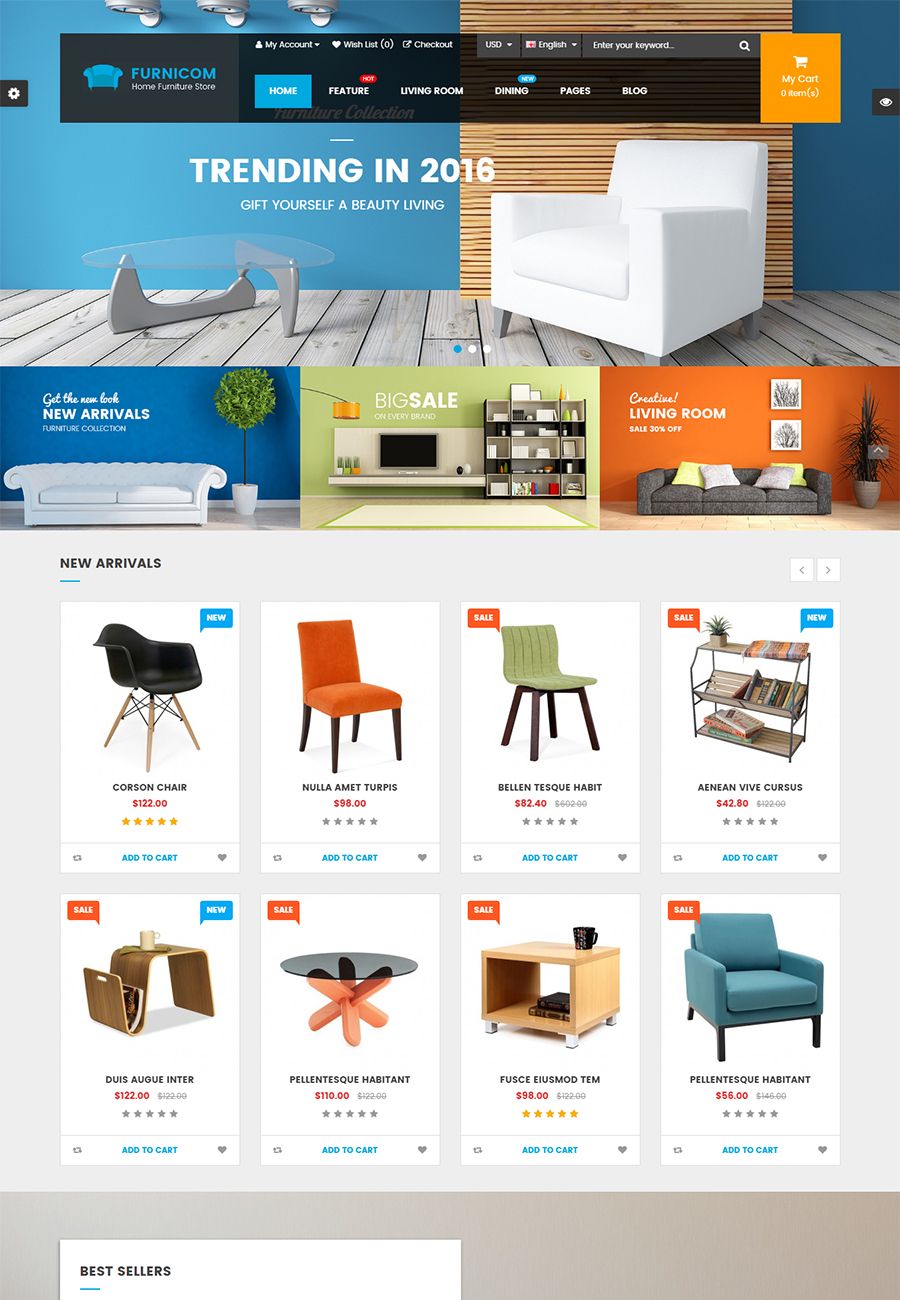 My Account
Wish List (0)
Checkout
USD
English
Enter your keyword...
FURNICOM
Home Furniture Store
My Cart
0 item(s)
HOT
NEW
HOME
FEATURE
LIVING ROOM
DINING
PAGES
BLOG
Furniture Collection
TRENDING IN 2016
GIFT YOURSELF A BEAUTY LIVING
Get the new look
NEW ARRIVALS
FURNITURE COLLECTION
BIGSALE
ON EVERY BRAND
Creative!
LIVING ROOM
SALE 30% OFF
NEW ARRIVALS
NEW
CORSON CHAIR
$122.00
ADD TO CART
NULLA AMET TURPIS
$98.00
ADD TO CART
SALE
BELLEN TESQUE HABIT
$82.40 $602.00
ADD TO CART
SALE
NEW
AENEAN VIVE CURSUS
$42.80 $122.00
ADD TO CART
SALE
NEW
DUIS AUGUE INTER
$122.00 $122.00
ADD TO CART
SALE
PELLENTESQUE HABITANT
$110.00 $122.00
ADD TO CART
SALE
FUSCE EIUSMOD TEM
$98.00 $122.00
ADD TO CART
SALE
PELLENTESQUE HABITANT
$56.00 $146.00
ADD TO CART
BEST SELLERS